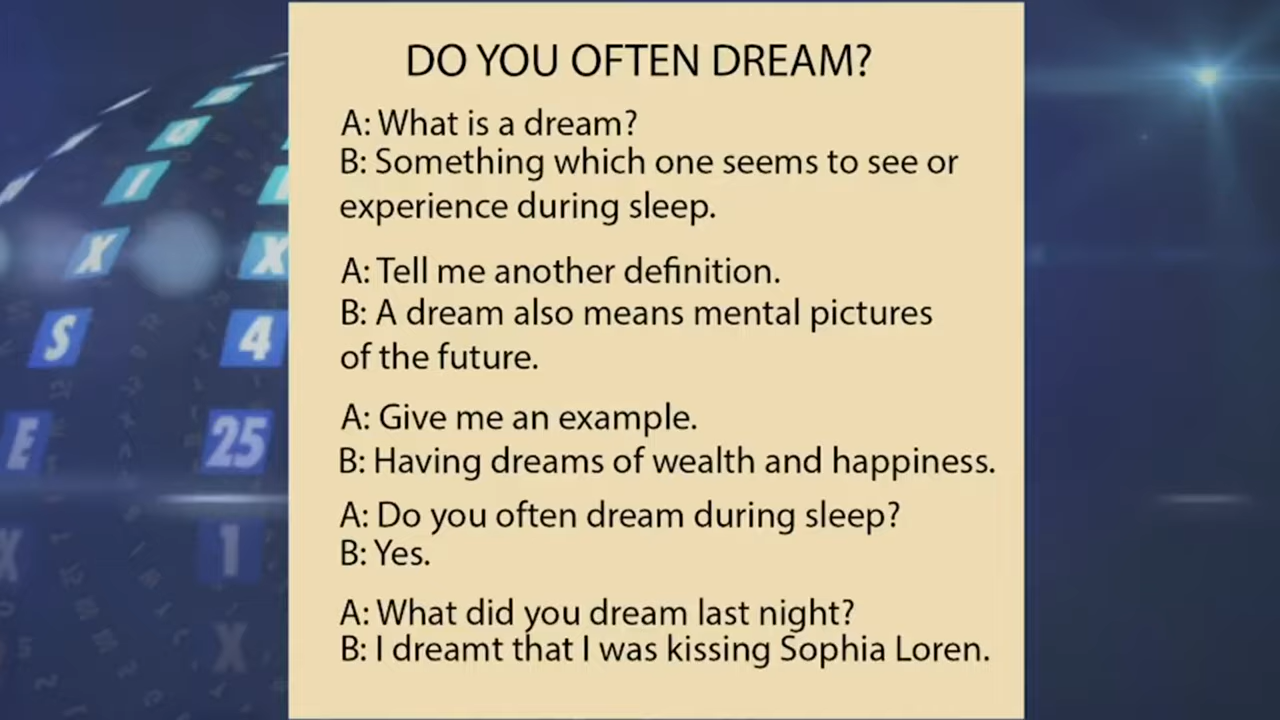 DO YOU OFTEN DREAM?
A: What is a dream?
B: Something which one seems to see or
experience during sleep.
A: Tell me another definition.
B: A dream also means mental pictures
of the future.
A: Give me an example.
B: Having dreams of wealth and happiness.
A: Do you often dream during sleep?
B: Yes.
A: What did you dream last night?
B: I dreamt that I was kissing Sophia Loren.
X
X
S
4
E
25
X
1
X